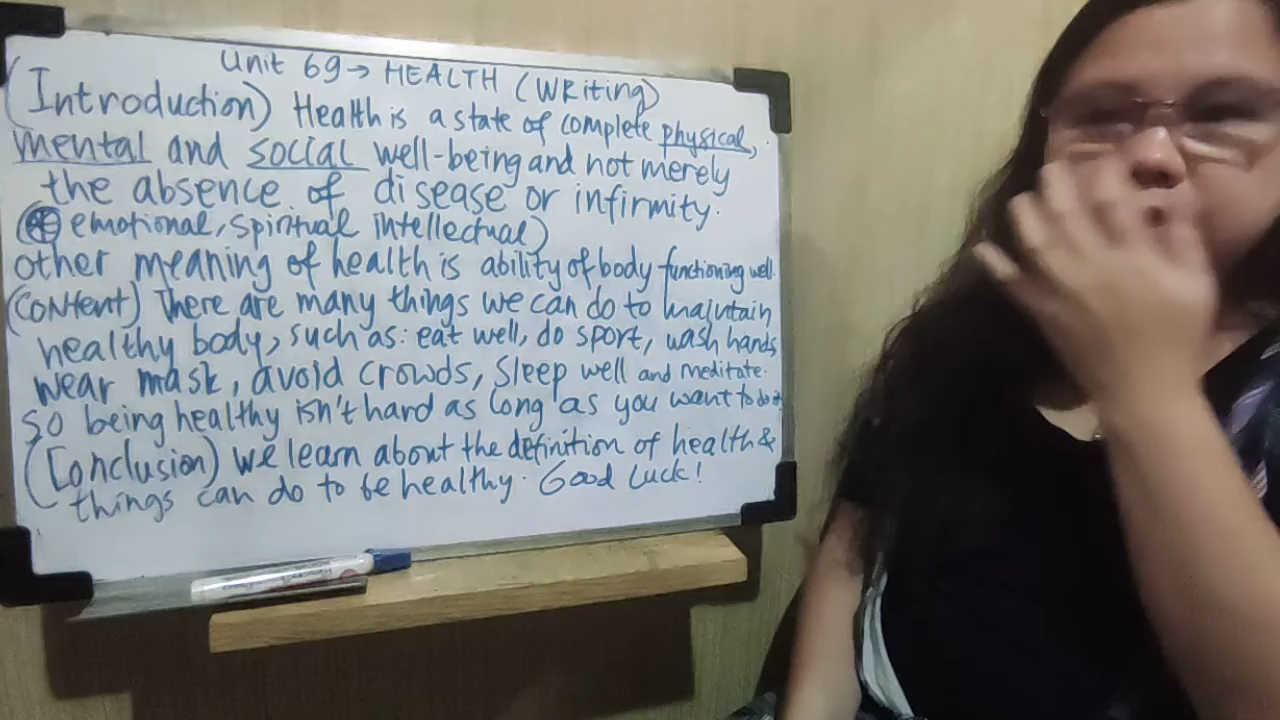 Unit 69 → HEALTH (WRiting)
(Introduction) Health is a state of complete physical,
mental and social well-being and not merely
the absence of disease or infirmity.
(emotional, spiritual intellectual)
other meaning of health is ability of body functioning well.
(CONtent) There are many things we can do to maintain
healthy body, such as: eat well, do sport, wash hands
wear mask, avoid crowds, sleep well and meditate.
So being healthy isn't hard as long as you want to do it
(Conclusion) we learn about the definition of health &
things can do to be healthy. Good Luck!